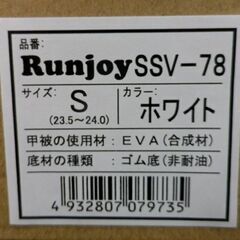 品番:
Runjoy SSV-78
サイズ: カラー:
S ホワイト
(23.5~24.0)
甲被の使用材:EVA(合成材)
底材の種類:ゴム底(非耐油)
4 932807 079735